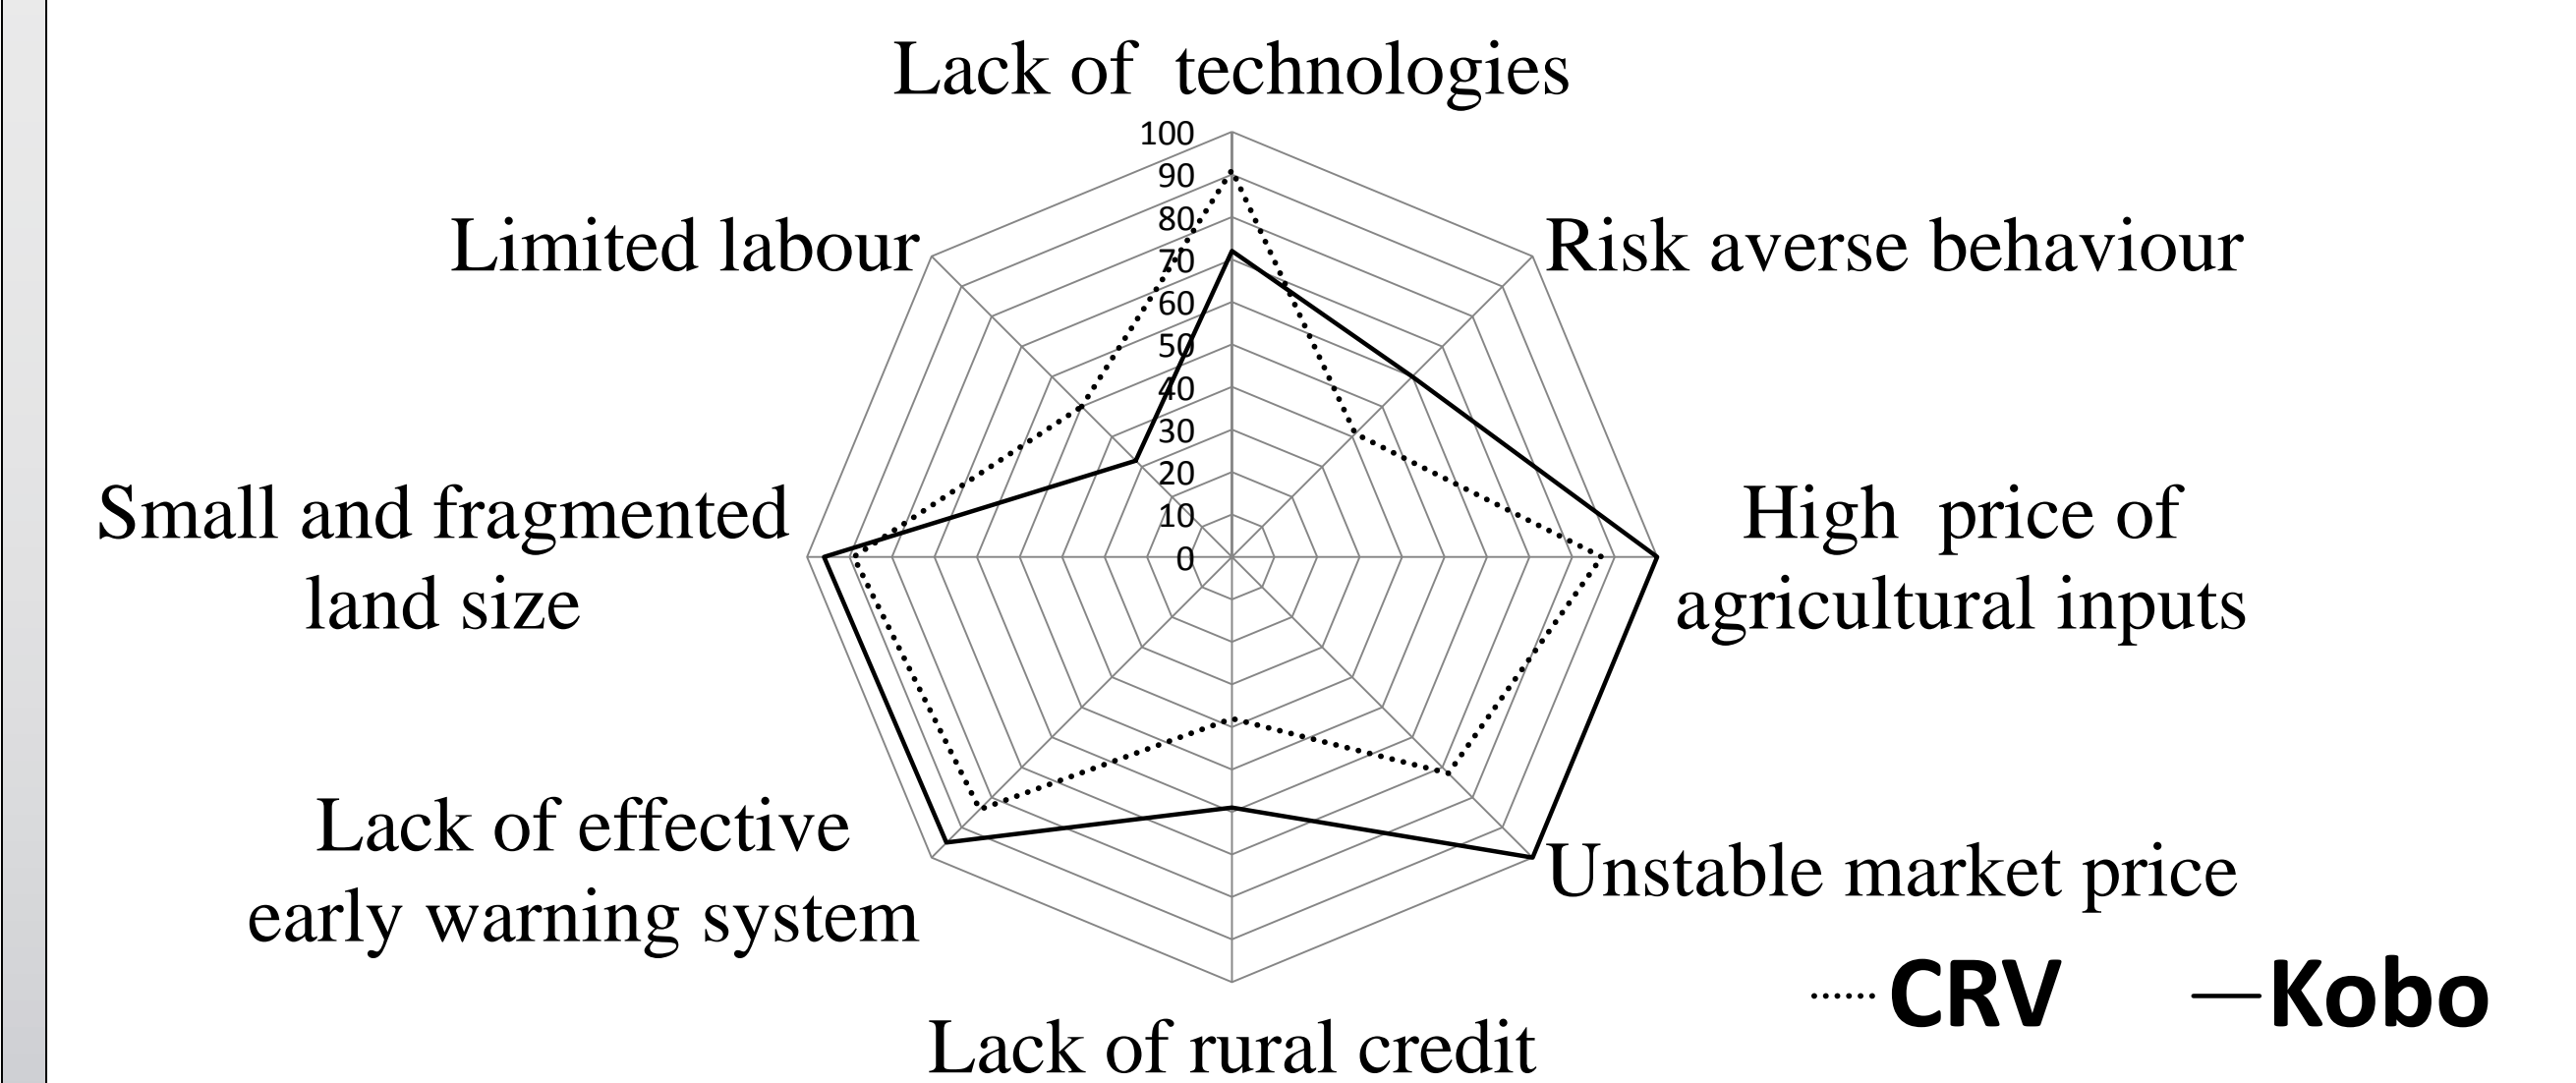 Lack of technologies
100
90
80
70
60
50
40
30
20
10
0
Limited labour
Risk averse behaviour
Small and fragmented
land size
High price of
agricultural inputs
Lack of effective
early warning system
Unstable market price
CRV
Kobo
Lack of rural credit